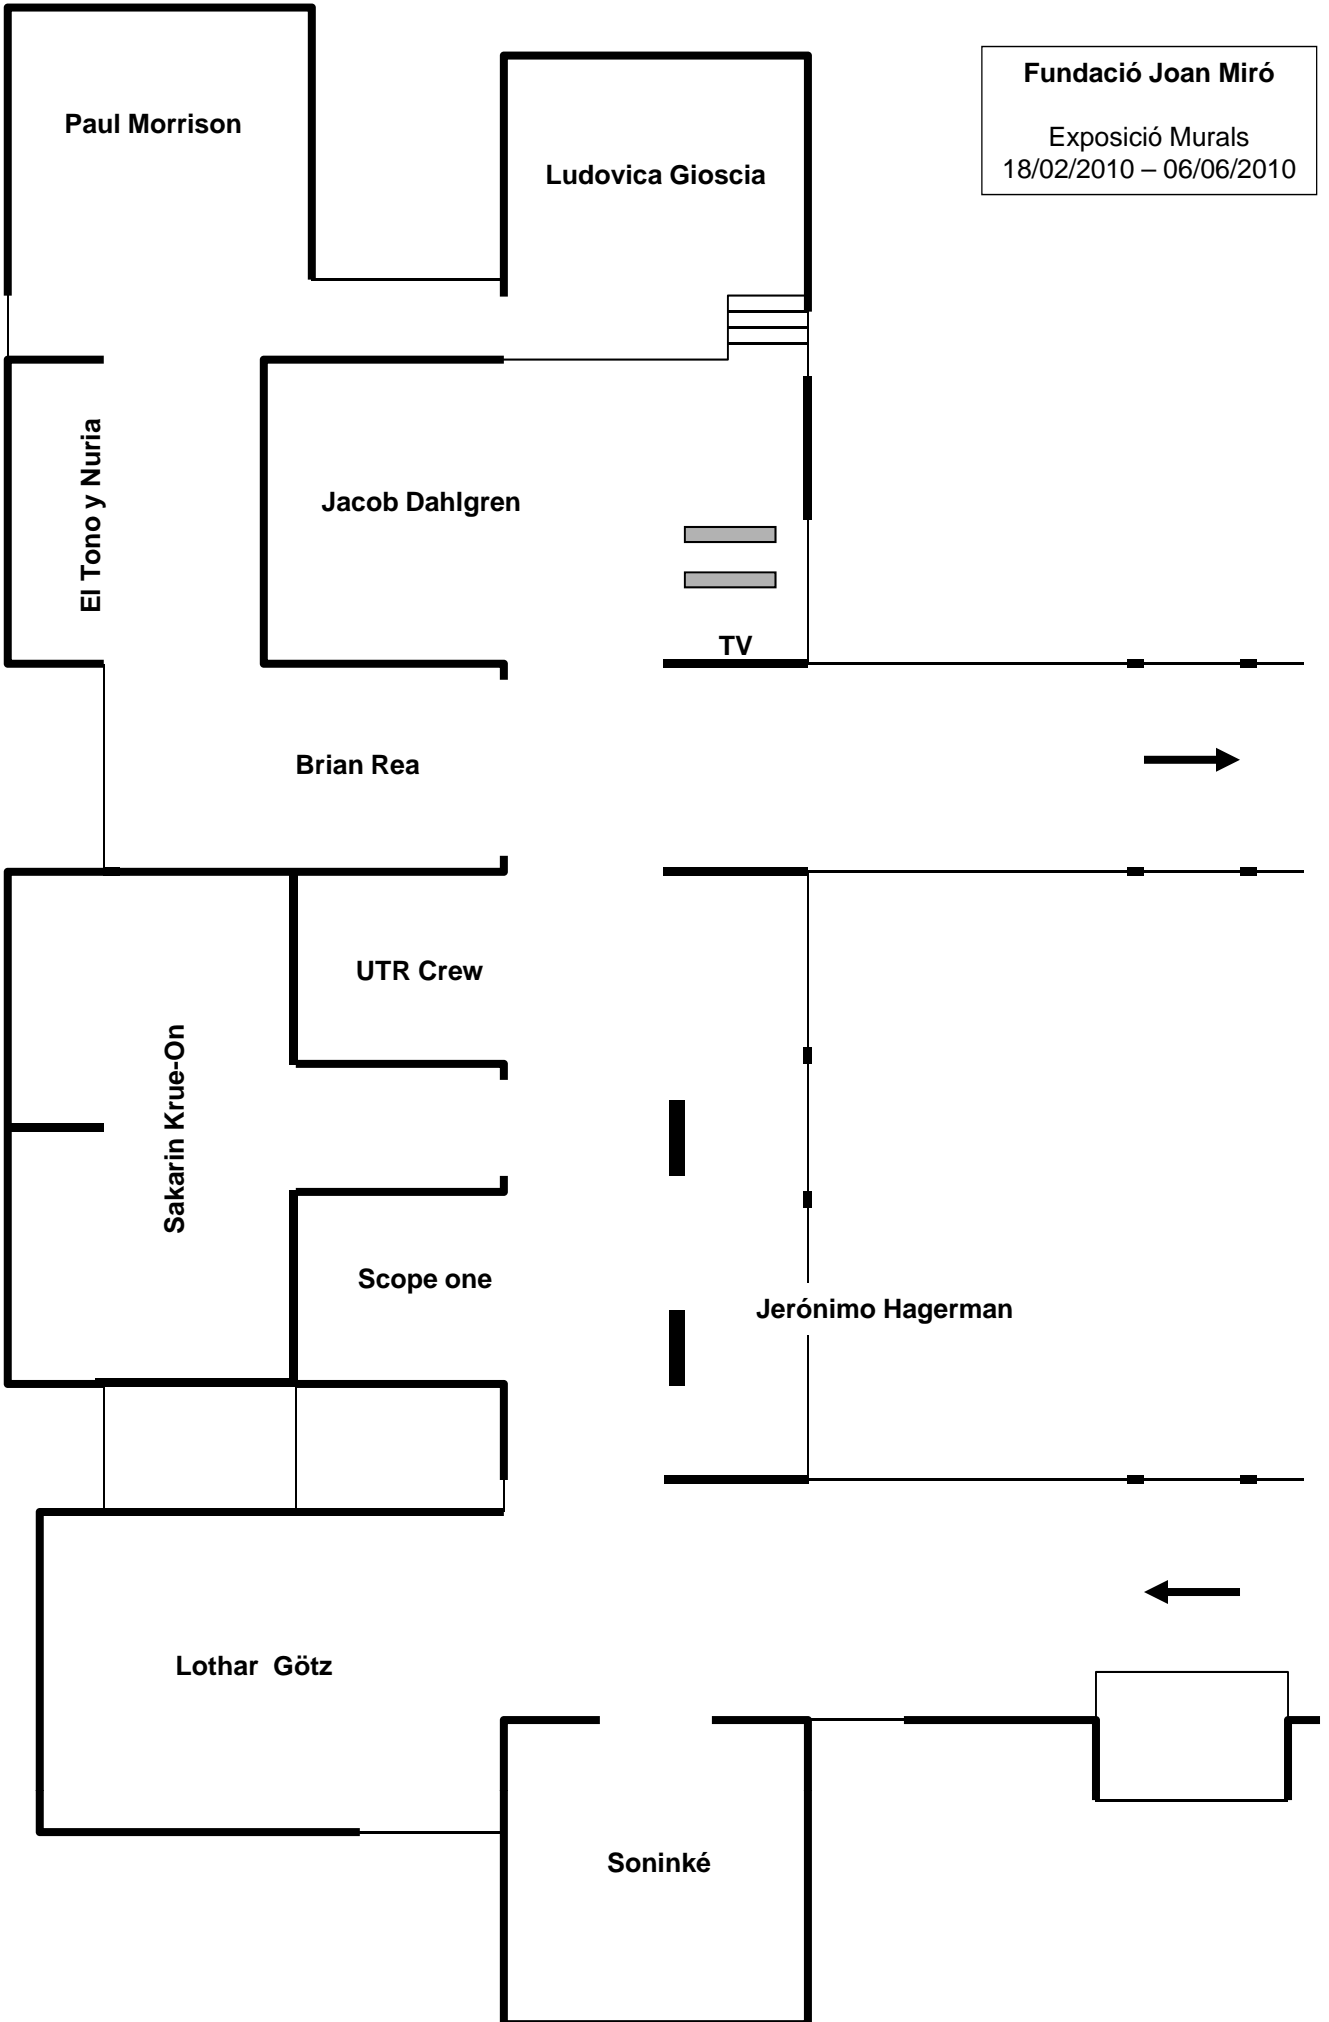 Fundació Joan Miró
Exposició Murals
18/02/2010 – 06/06/2010
Paul Morrison
Ludovica Gioscia
El Tono y Nuria
Jacob Dahlgren
TV
Brian Rea
UTR Crew
Sakarin Krue-On
Scope one
Jerónimo Hagerman
Lothar Götz
Soninké